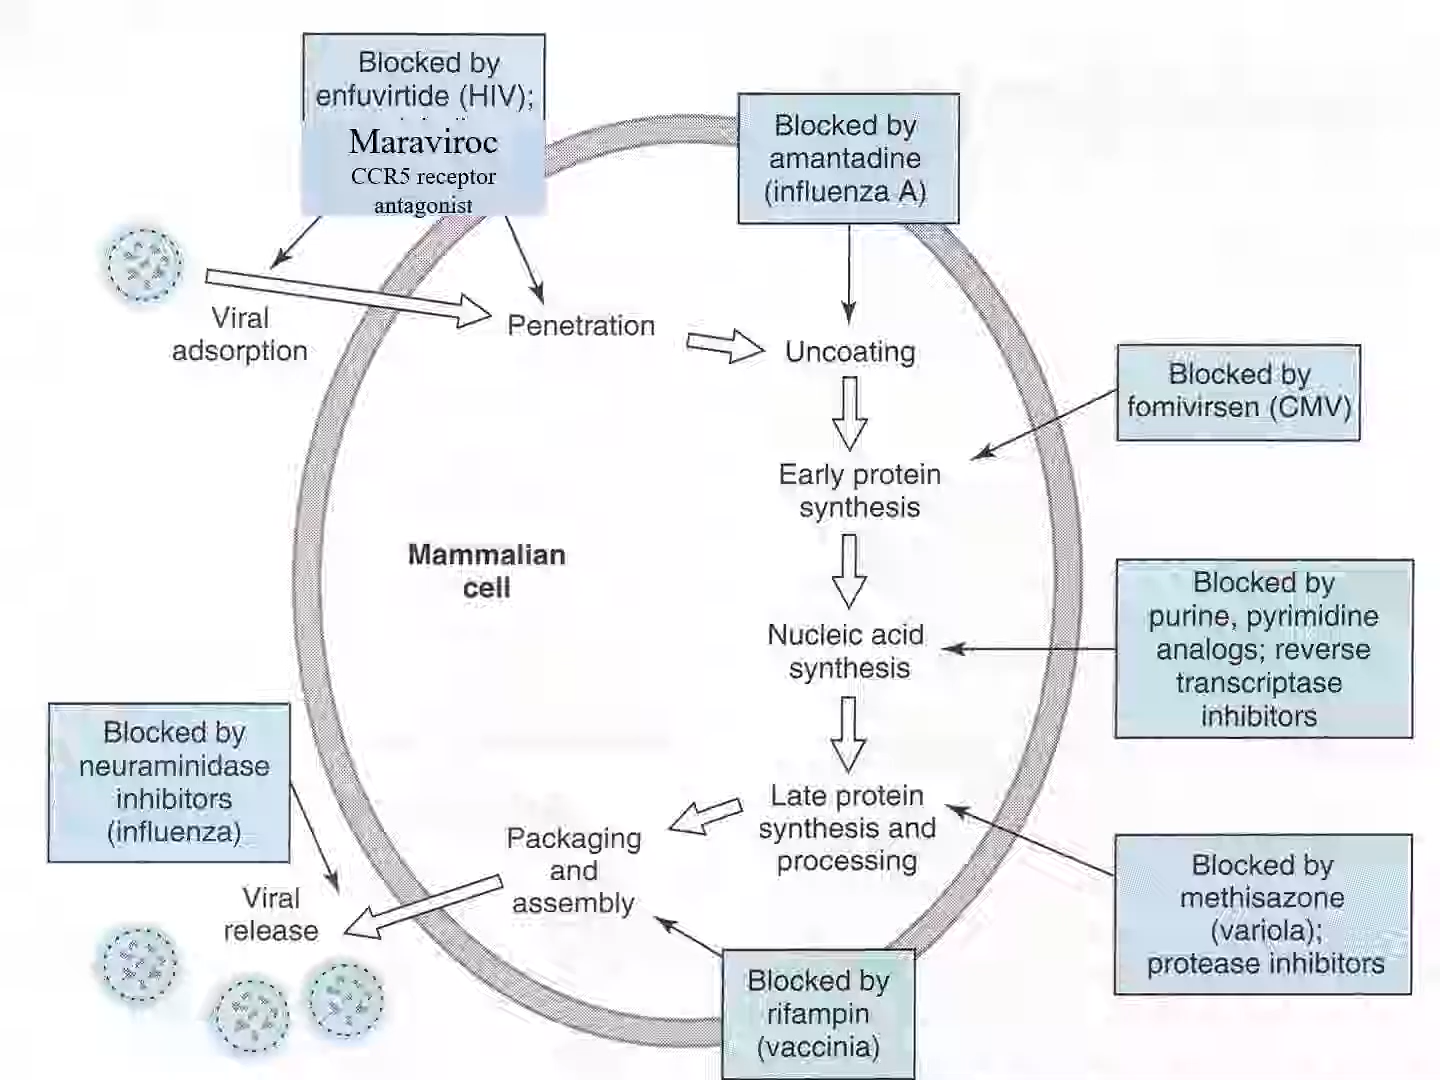 Blocked by
enfuvirtide (HIV);
Maraviroc
CCR5 receptor
antagonist
Blocked by
amantadine
(influenza A)
Viral
adsorption
Penetration
Uncoating
Blocked by
fomivirsen (CMV)
Early protein
synthesis
Mammalian
cell
Nucleic acid
synthesis
Blocked by
purine, pyrimidine
analogs; reverse
transcriptase
inhibitors
Blocked by
neuraminidase
inhibitors
(influenza)
Late protein
synthesis and
processing
Packaging
and
assembly
Viral
release
Blocked by
methisazone
(variola);
protease inhibitors
Blocked by
rifampin
(vaccinia)